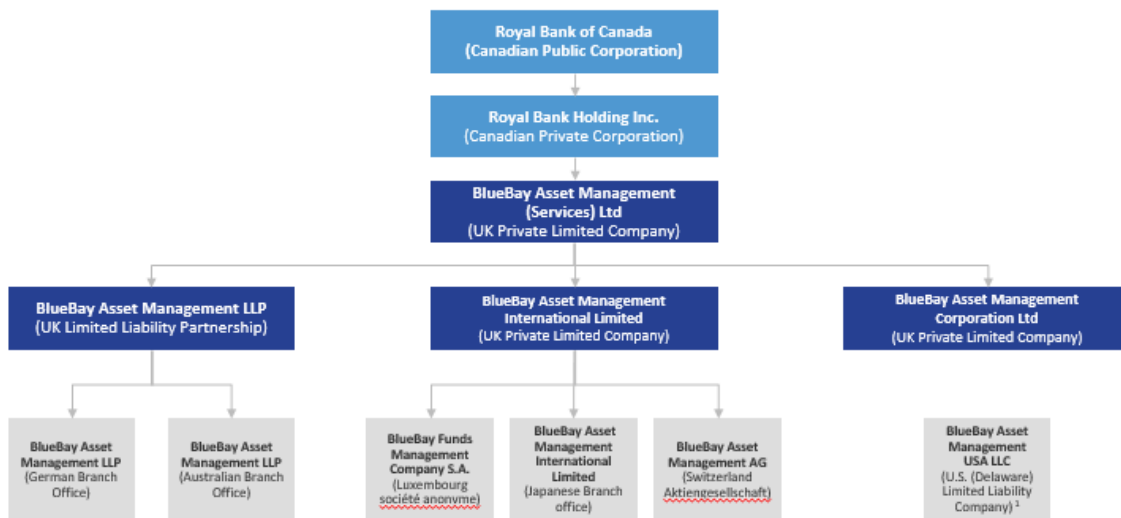 Royal Bank of Canada
(Canadian Public Corporation)
Royal Bank Holding Inc.
(Canadian Private Corporation)
BlueBay Asset Management
(Services) Ltd
(UK Private Limited Company)
BlueBay Asset Management LLP
(UK Limited Liability Partnership)
BlueBay Asset Management
International Limited
(UK Private Limited Company)
BlueBay Asset Management
Corporation Ltd
(UK Private Limited Company)
BlueBay Asset
Management LLP
(German Branch
Office)
BlueBay Asset
Management LLP
(Australian Branch
Office)
BlueBay Funds
Management
Company S.A.
(Luxembourg
société anonyme)
BlueBay Asset
Management
International
Limited
(Japanese Branch
office)
BlueBay Asset
Management AG
(Switzerland
Aktiengesellschaft)
BlueBay Asset
Management
USA LLC
(U.S. (Delaware)
Limited Liability
Company) ¹